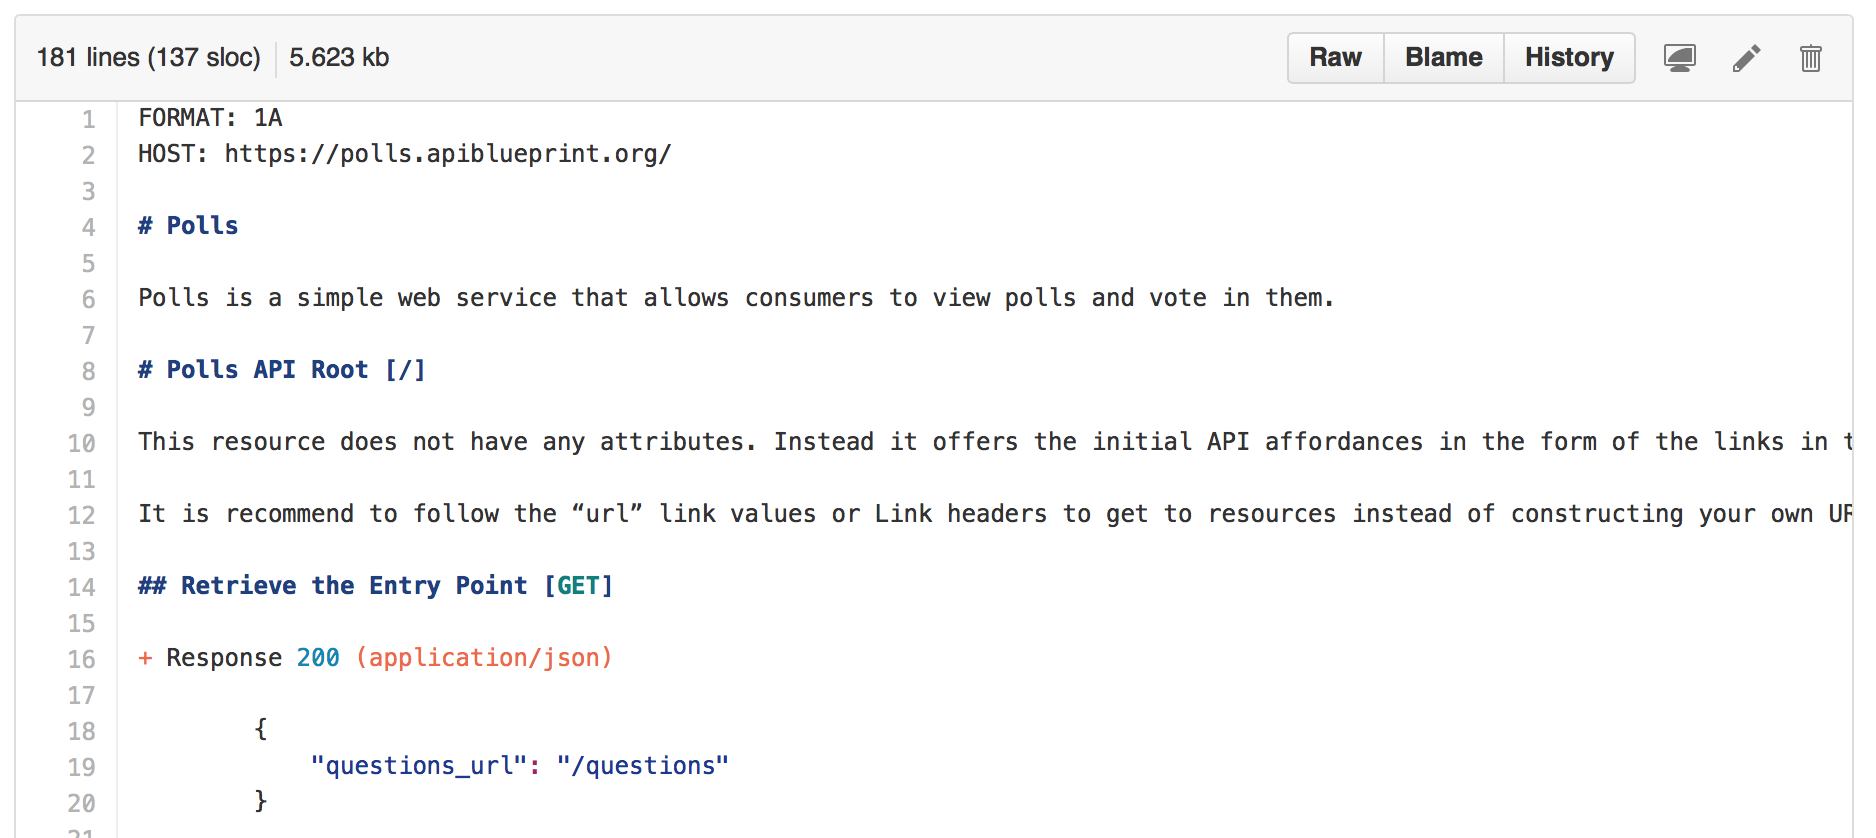 181 lines (137 sloc) 5.623 kb Raw Blame History
1 FORMAT: 1A
2 HOST: https://polls.apiblueprint.org/
3
4 # Polls
5
6 Polls is a simple web service that allows consumers to view polls and vote in them.
7
8 # Polls API Root [/]
9
10 This resource does not have any attributes. Instead it offers the initial API affordances in the form of the links in
11
12 It is recommend to follow the “url” link values or Link headers to get to resources instead of constructing your own
13
14 ## Retrieve the Entry Point [GET]
15
16 + Response 200 (application/json)
17
18 {
19 "questions_url": "/questions"
20 }
21